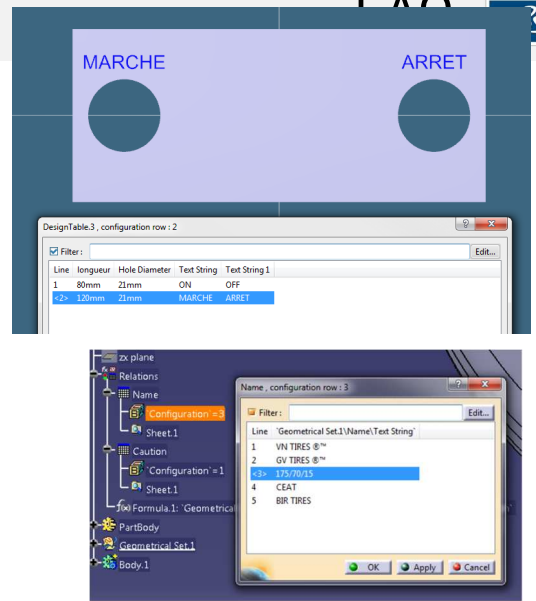 MARCHE ARRET
DesignTable.3 , configuration row : 2
Filter : Edit...
Line longueur Hole Diameter Text String Text String 1
1 80mm 21mm ON OFF
<2> 120mm 21mm MARCHE ARRET
zx plane
Relations
Name
Configuration`=3
Sheet.1
Caution
`Configuration`=1
Sheet.1
Formula.1: `Geometrical
PartBody
Geometrical Set.1
Body.1
Name , configuration row : 3
Filter : Edit...
Line `Geometrical Set.1\Name\Text String`
1 VN TIRES ®™
2 GV TIRES ®™
<3> 175/70/15
4 CEAT
5 BIR TIRES
OK Apply Cancel